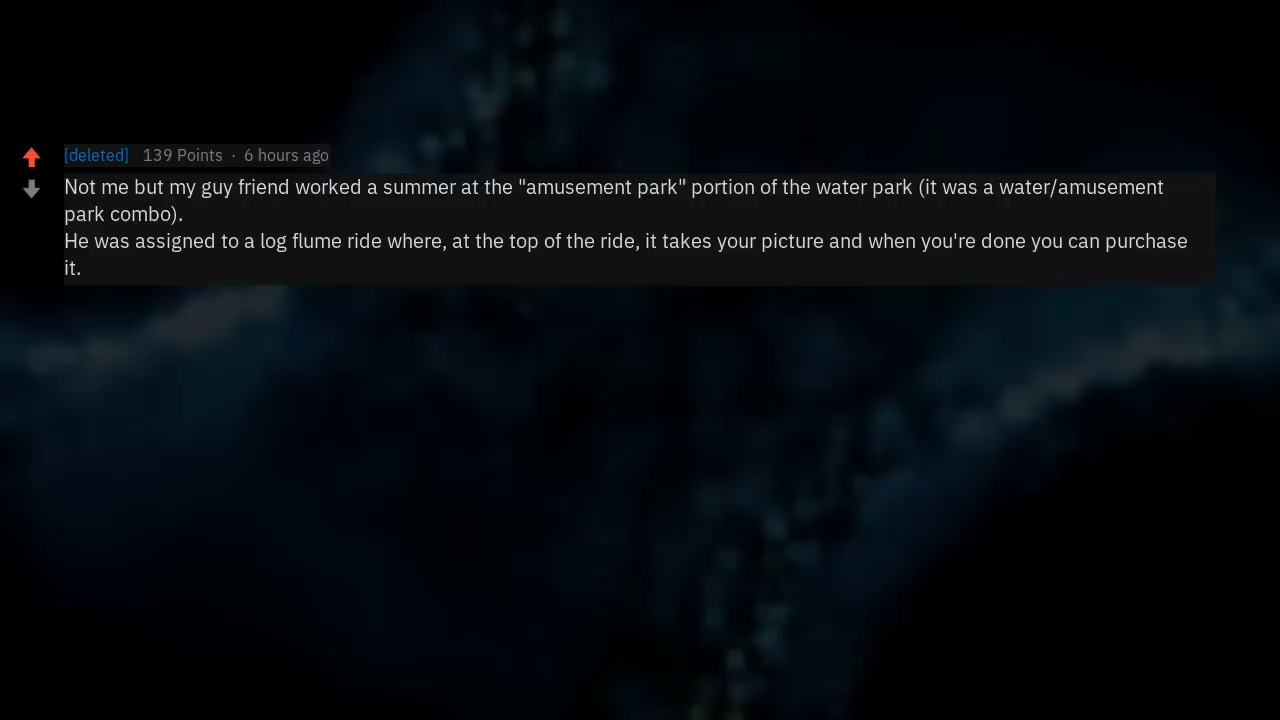 [deleted] 139 Points · 6 hours ago
Not me but my guy friend worked a summer at the "amusement park" portion of the water park (it was a water/amusement
park combo).
He was assigned to a log flume ride where, at the top of the ride, it takes your picture and when you're done you can purchase
it.